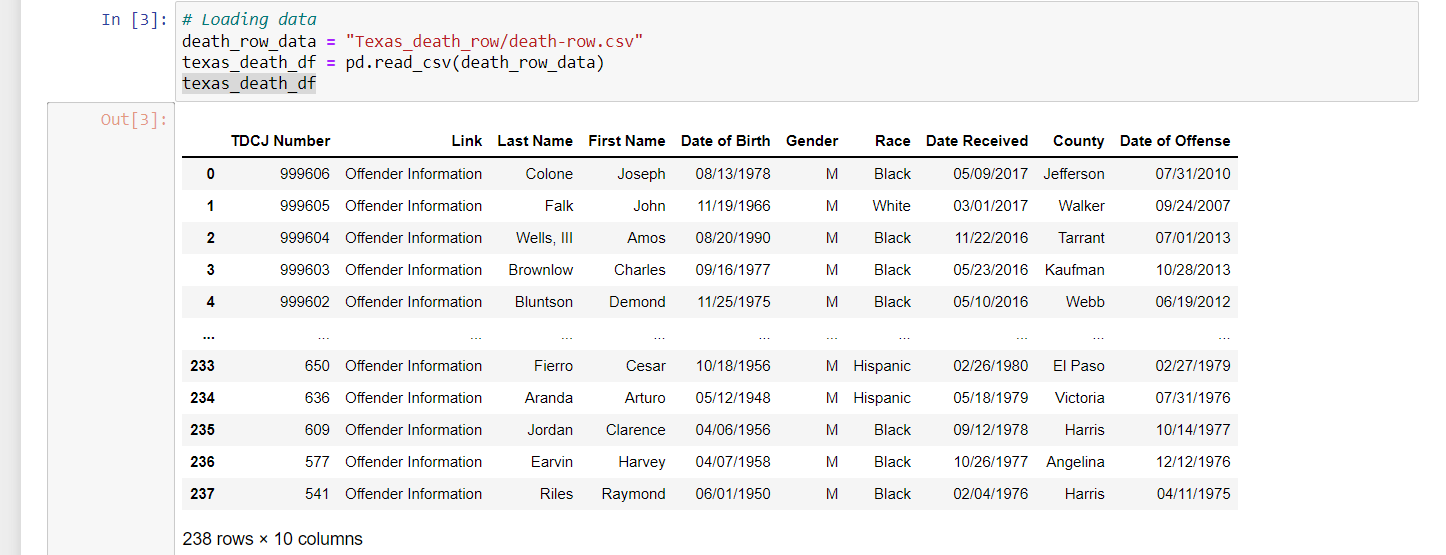 In [3]: # Loading data
death_row_data = "Texas_death_row/death-row.csv"
texas_death_df = pd.read_csv(death_row_data)
texas_death_df
Out[3]:
TDCJ Number Link Last Name First Name Date of Birth Gender Race Date Received County Date of Offense
0 999606 Offender Information Colone Joseph 08/13/1978 M Black 05/09/2017 Jefferson 07/31/2010
1 999605 Offender Information Falk John 11/19/1966 M White 03/01/2017 Walker 09/24/2007
2 999604 Offender Information Wells, III Amos 08/20/1990 M Black 11/22/2016 Tarrant 07/01/2013
3 999603 Offender Information Brownlow Charles 09/16/1977 M Black 05/23/2016 Kaufman 10/28/2013
4 999602 Offender Information Bluntson Demond 11/25/1975 M Black 05/10/2016 Webb 06/19/2012
... ... ... ... ... ... ... ... ... ... ...
233 650 Offender Information Fierro Cesar 10/18/1956 M Hispanic 02/26/1980 El Paso 02/27/1979
234 636 Offender Information Aranda Arturo 05/12/1948 M Hispanic 05/18/1979 Victoria 07/31/1976
235 609 Offender Information Jordan Clarence 04/06/1956 M Black 09/12/1978 Harris 10/14/1977
236 577 Offender Information Earvin Harvey 04/07/1958 M Black 10/26/1977 Angelina 12/12/1976
237 541 Offender Information Riles Raymond 06/01/1950 M Black 02/04/1976 Harris 04/11/1975
238 rows × 10 columns